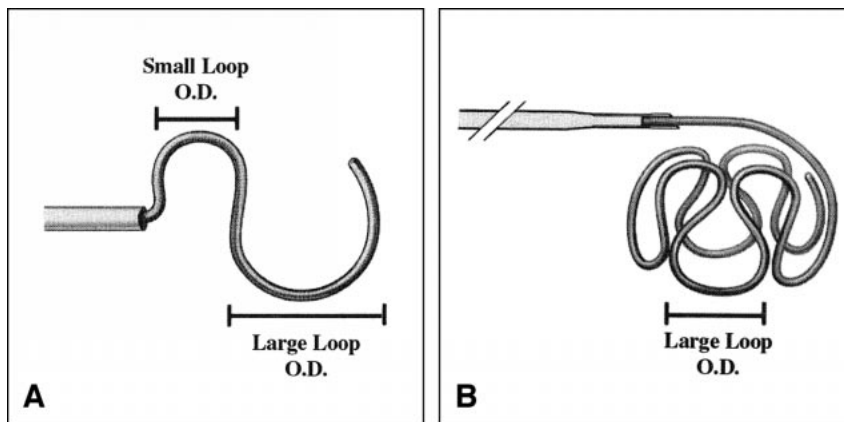 Small Loop
O.D.
Large Loop
O.D.
A
Large Loop
O.D.
B